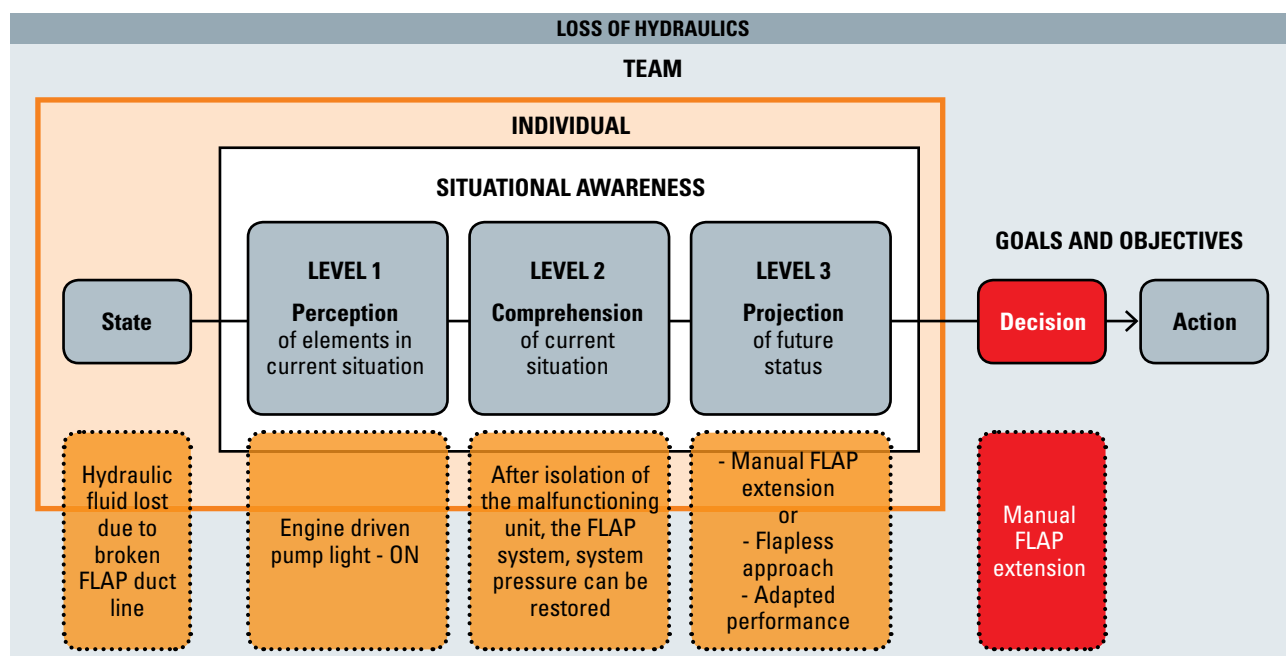 LOSS OF HYDRAULICS
TEAM
INDIVIDUAL
SITUATIONAL AWARENESS
GOALS AND OBJECTIVES
State
LEVEL 1
Perception
of elements in
current situation
LEVEL 2
Comprehension
of current
situation
LEVEL 3
Projection
of future
status
Decision
Action
Hydraulic
fluid lost
due to
broken
FLAP duct
line
Engine driven
pump light - ON
After isolation of
the malfunctioning
unit, the FLAP
system, system
pressure can be
restored
- Manual FLAP
extension
or
- Flapless
approach
- Adapted
performance
Manual
FLAP
extension